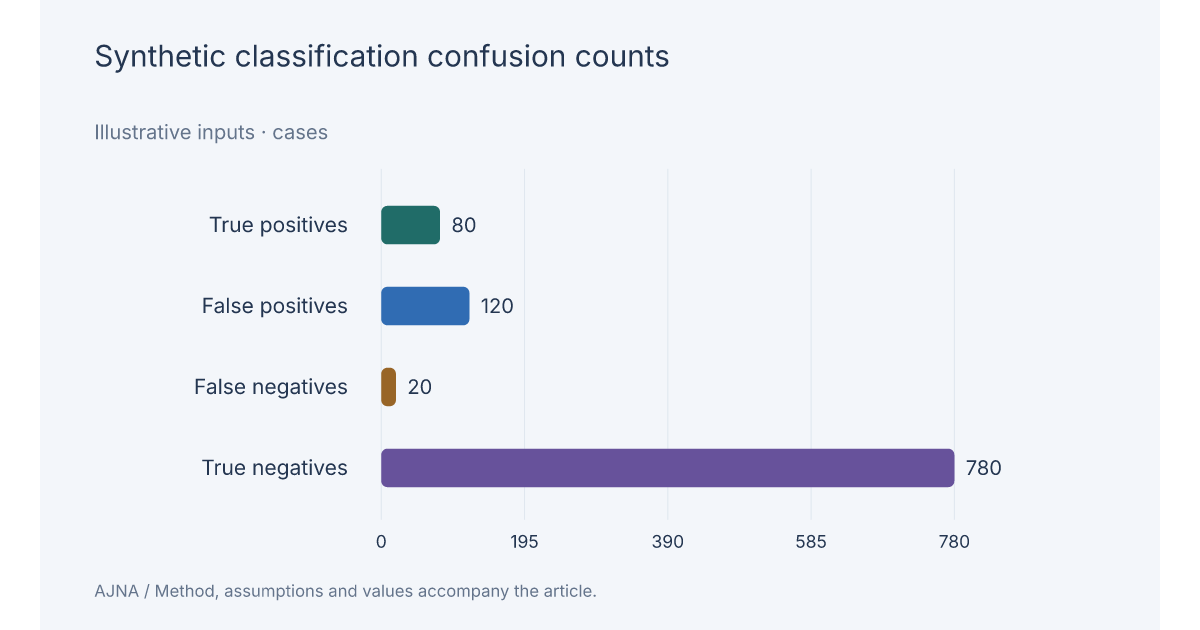 Synthetic classification confusion counts
Illustrative inputs · cases
True positives 80
False positives 120
False negatives 20
True negatives 780
0 195 390 585 780
AJNA / Method, assumptions and values accompany the article.